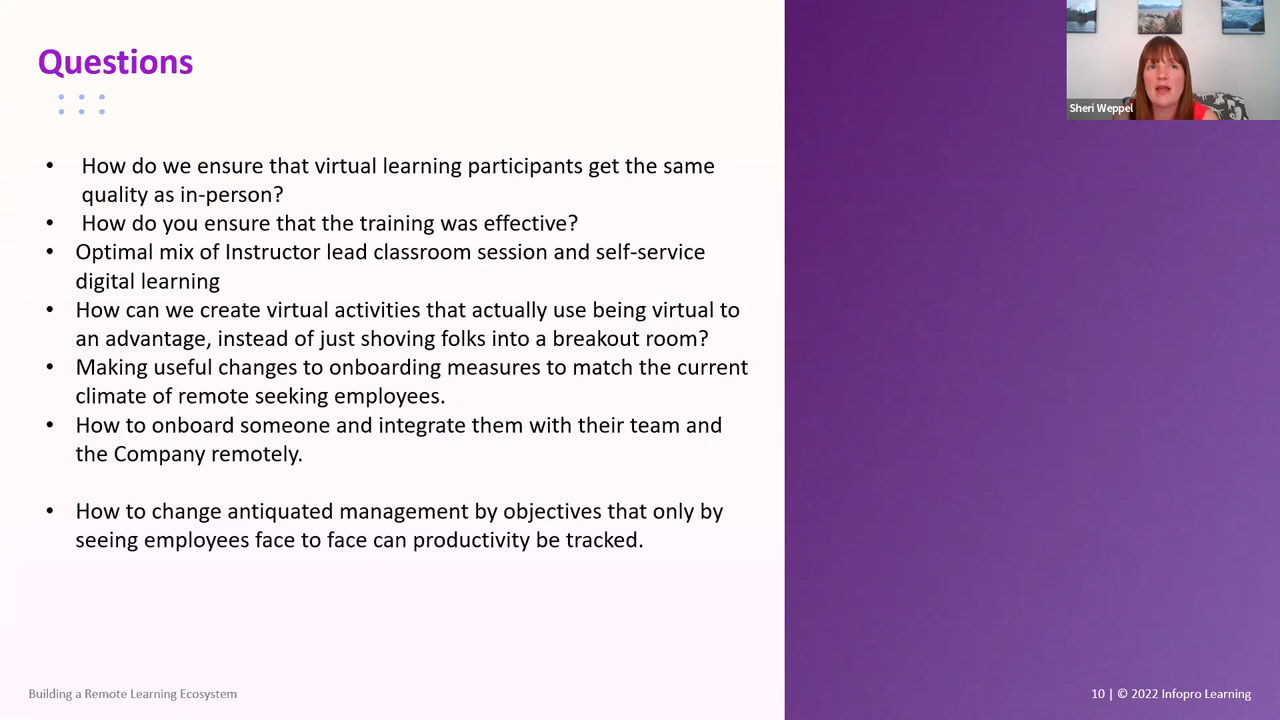 Questions
Sheri Weppel
• How do we ensure that virtual learning participants get the same
quality as in-person?
• How do you ensure that the training was effective?
• Optimal mix of Instructor lead classroom session and self-service
digital learning
• How can we create virtual activities that actually use being virtual to
an advantage, instead of just shoving folks into a breakout room?
• Making useful changes to onboarding measures to match the current
climate of remote seeking employees.
• How to onboard someone and integrate them with their team and
the Company remotely.
• How to change antiquated management by objectives that only by
seeing employees face to face can productivity be tracked.
Building a Remote Learning Ecosystem
10 | © 2022 Infopro Learning